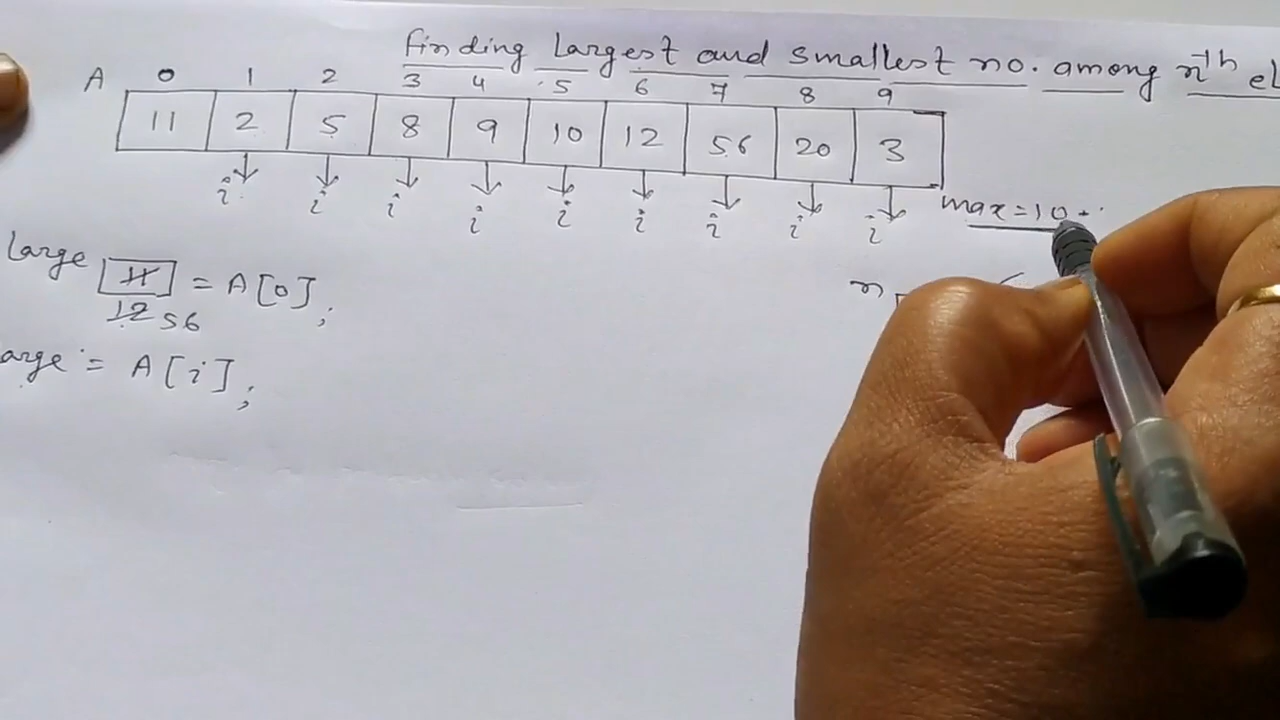 Finding Largest and smallest no. among nth el
A 0 1 2 3 4 5 6 7 8 9
11 2 5 8 9 10 12 56 20 3
i i i i i i i i i
max=10
n
Large 11 = A[0];
12 56
arge = A[i];